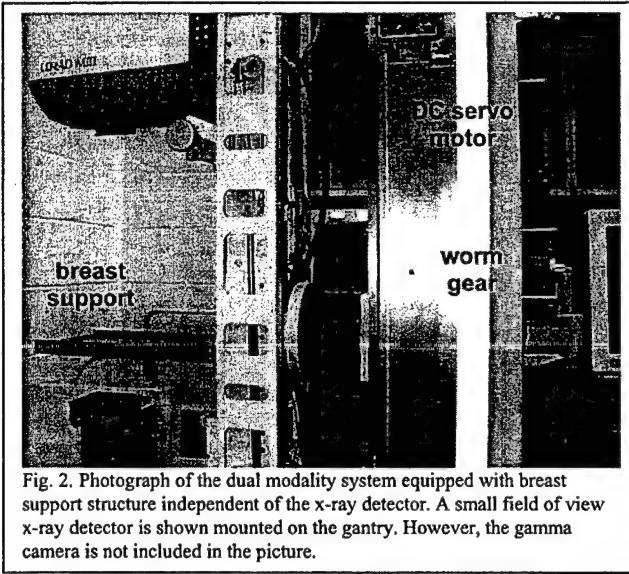 DC servo
motor
breast
support
worm
gear
Fig. 2. Photograph of the dual modality system equipped with breast
support structure independent of the x-ray detector. A small field of view
x-ray detector is shown mounted on the gantry. However, the gamma
camera is not included in the picture.